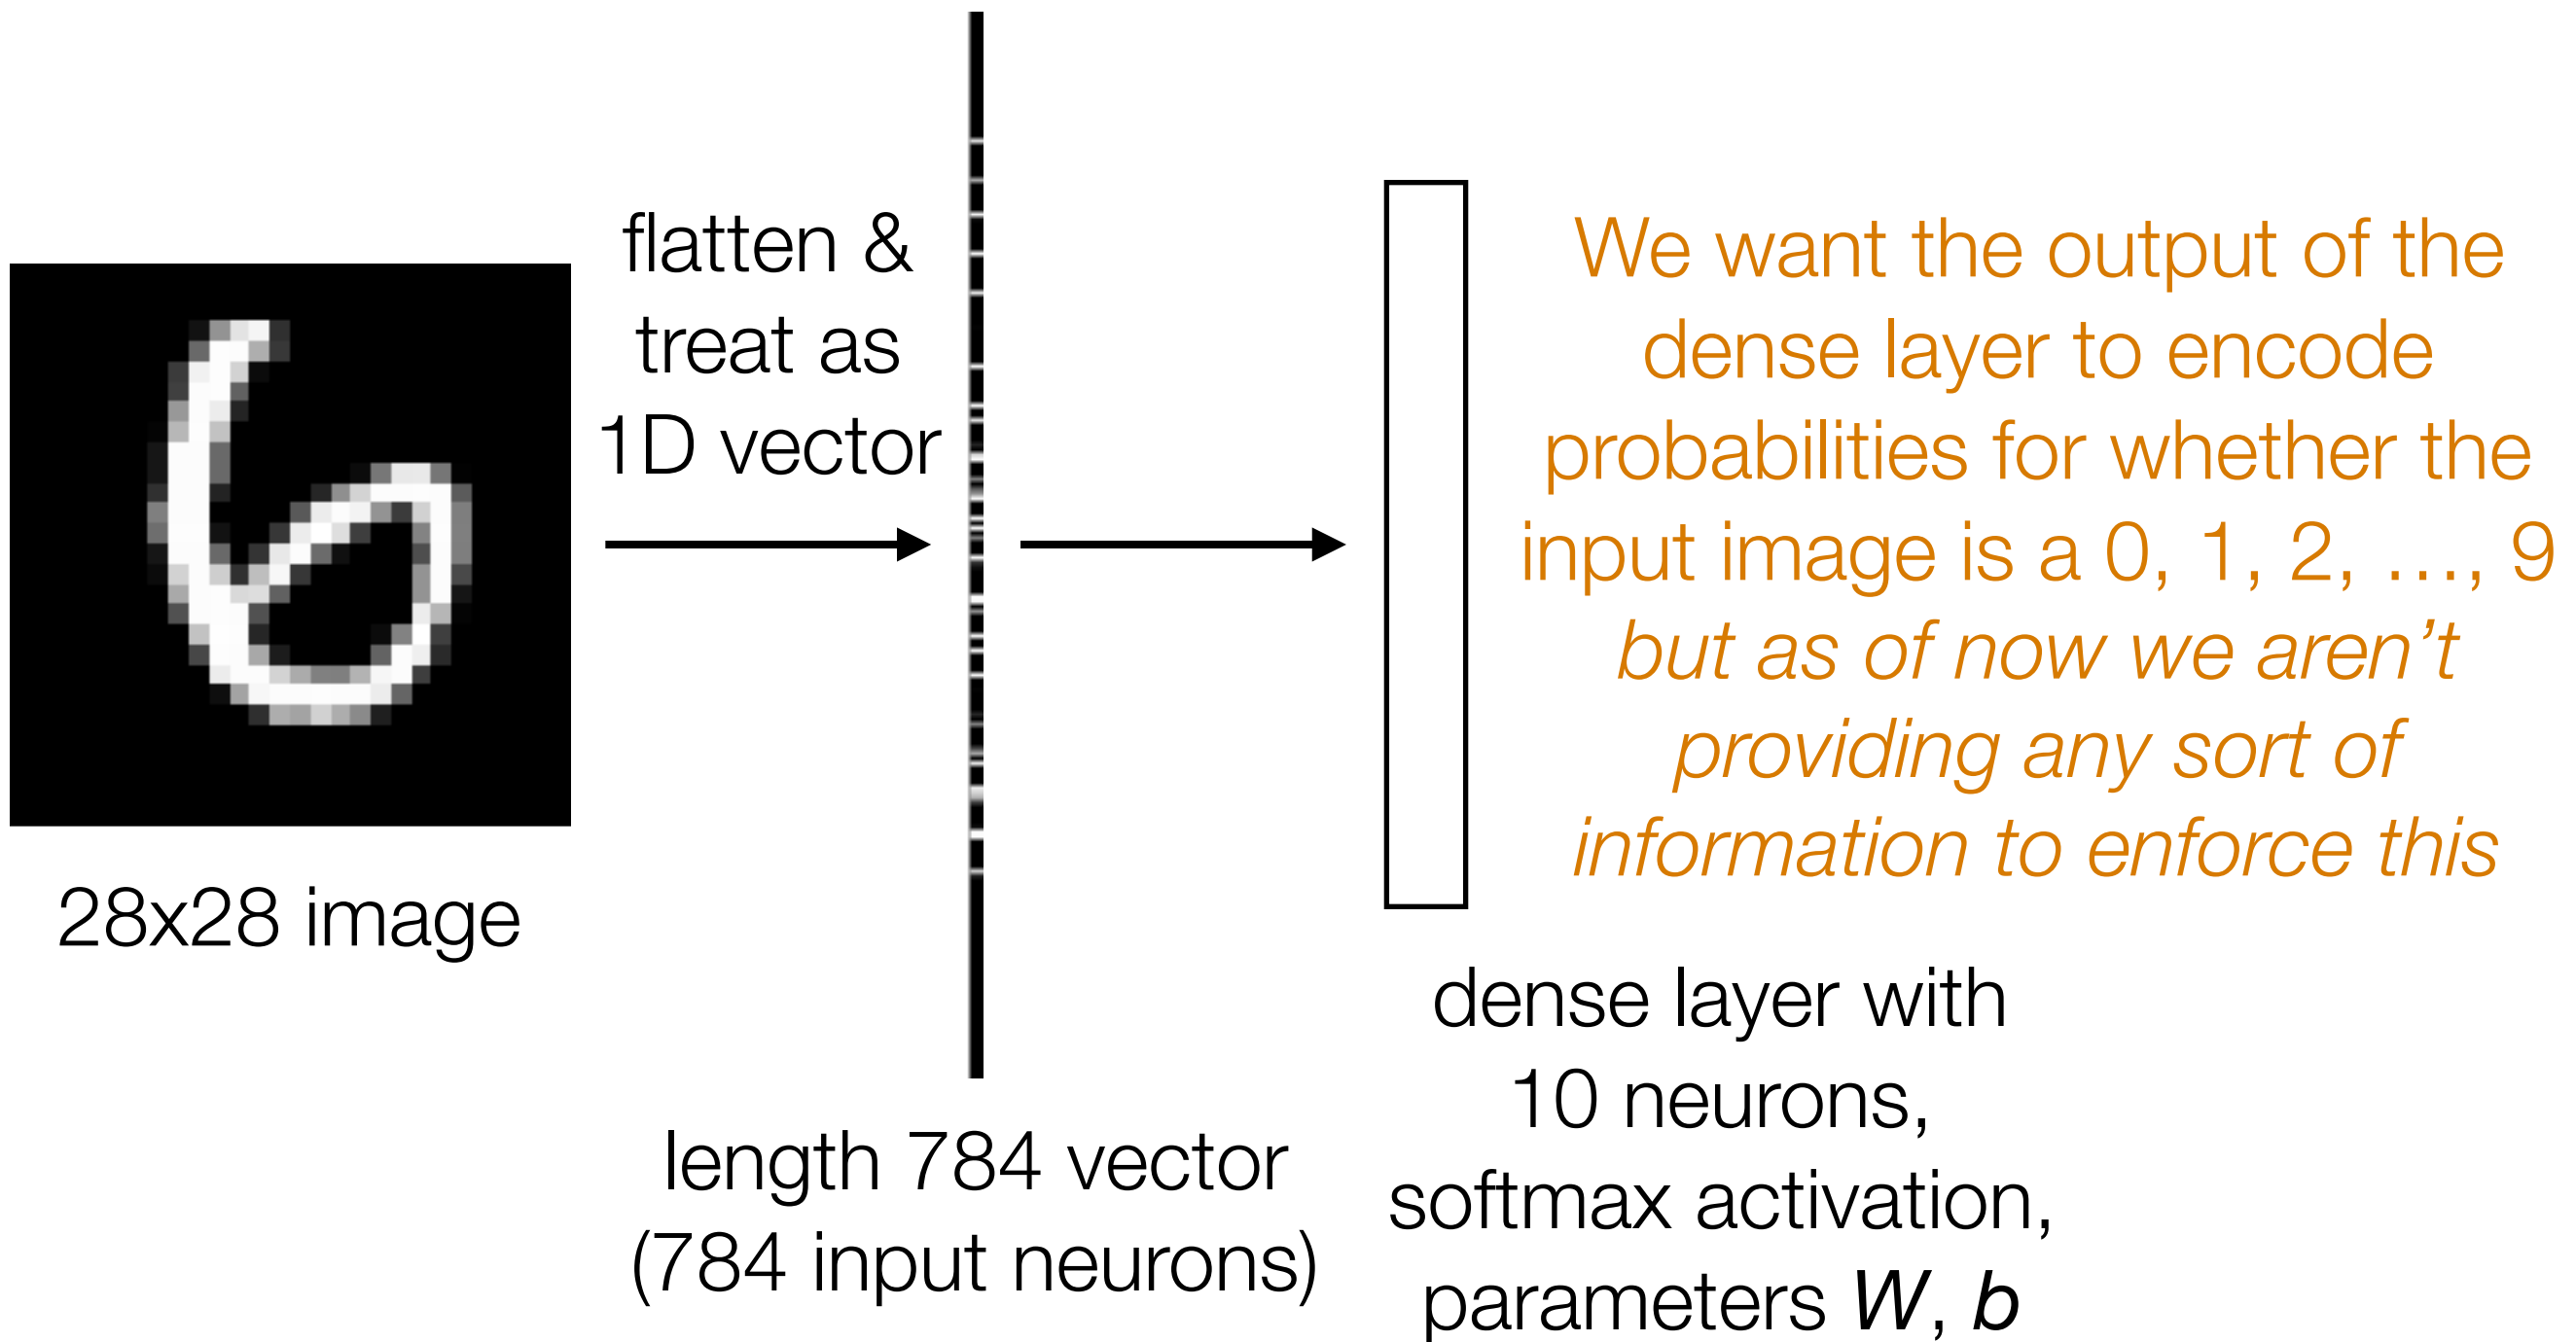 flatten &
treat as
1D vector
28x28 image
length 784 vector
(784 input neurons)
We want the output of the
dense layer to encode
probabilities for whether the
input image is a 0, 1, 2, …, 9
but as of now we aren’t
providing any sort of
information to enforce this
dense layer with
10 neurons,
softmax activation,
parameters W, b